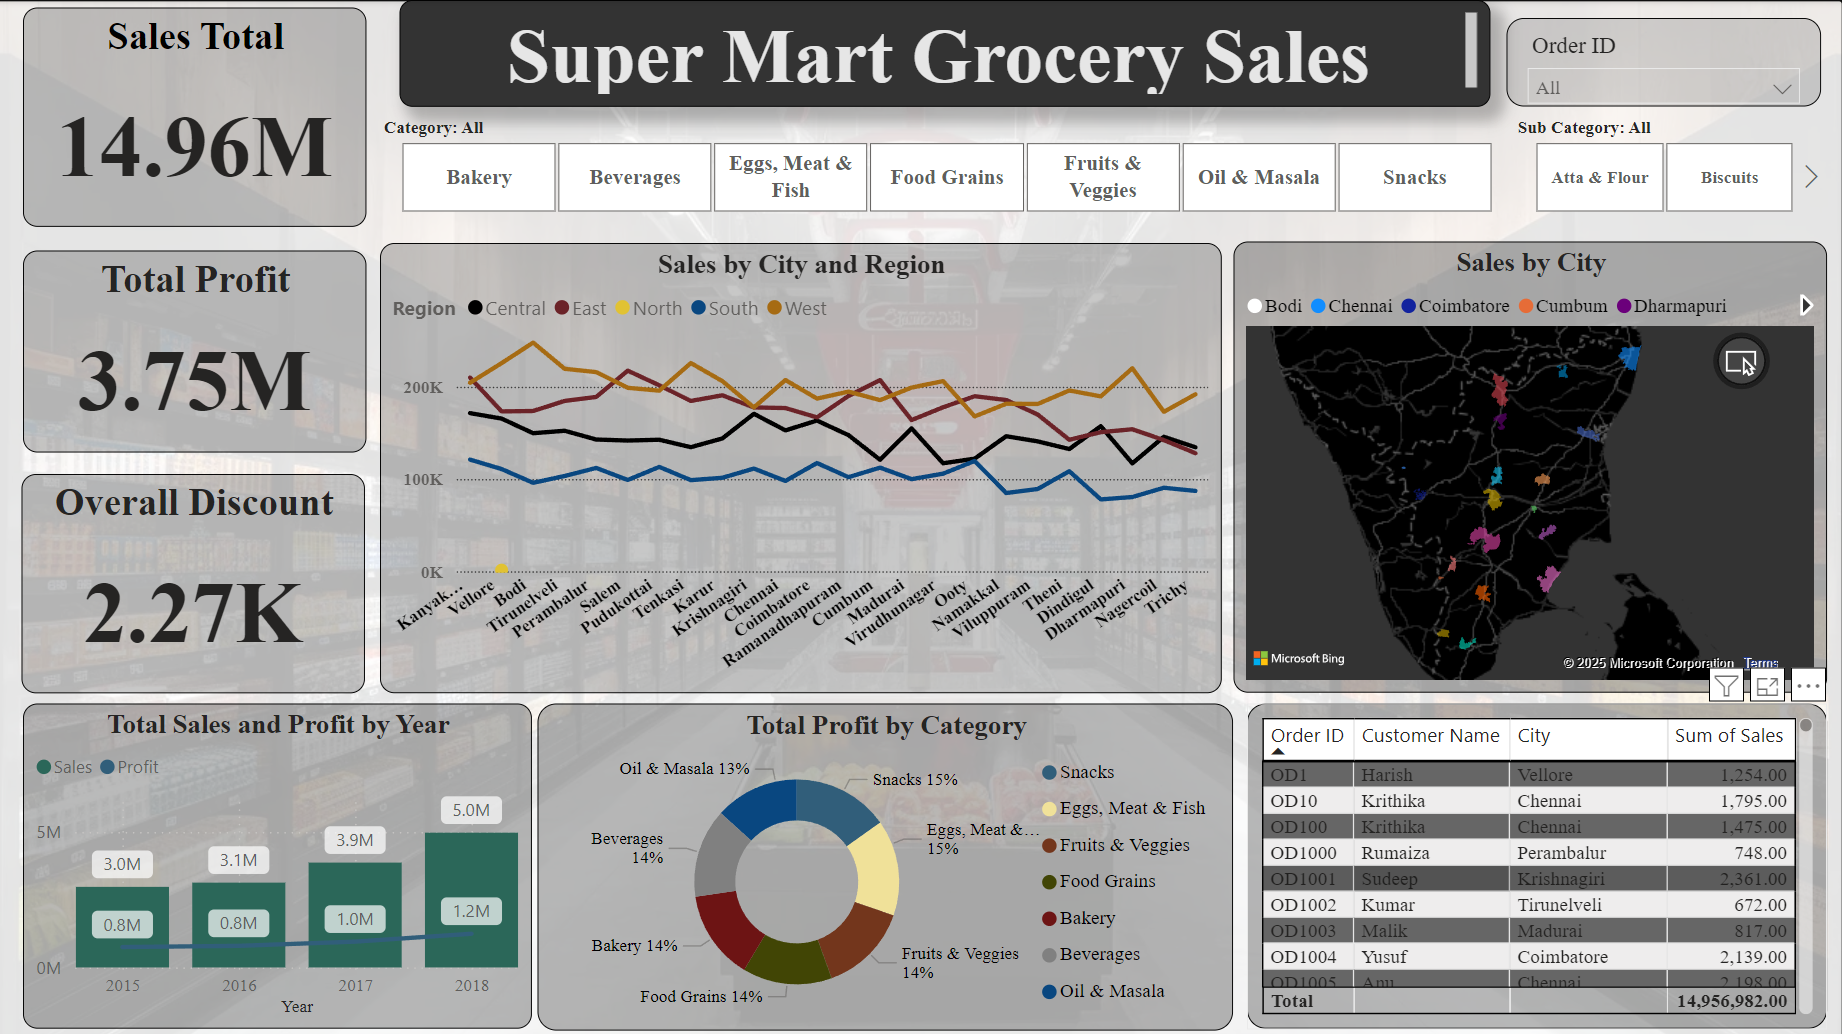 Sales Total
14.96M
Super Mart Grocery Sales
Order ID
All
Category: All
Bakery
Beverages
Eggs, Meat &
Fish
Food Grains
Fruits &
Veggies
Oil & Masala
Snacks
Sub Category: All
Atta & Flour
Biscuits
Total Profit
3.75M
Overall Discount
2.27K
Sales by City and Region
Region Central East North South West
200K
100K
0K
Kanyak...
Vellore
Bodi
Tirunelveli
Perambalur
Salem
Pudukottai
Tenkasi
Karur
Krishnagiri
Chennai
Coimbatore
Ramanadhapuram
Cumbum
Madurai
Virudhunagar
Ooty
Namakkal
Viluppuram
Theni
Dindigul
Dharmapuri
Nagercoil
Trichy
Sales by City
Bodi Chennai Coimbatore Cumbum Dharmapuri
Microsoft Bing
© 2025 Microsoft Corporation Terms
Total Sales and Profit by Year
Sales Profit
5M
0M
3.0M
3.1M
3.9M
5.0M
0.8M
0.8M
1.0M
1.2M
2015
2016
2017
2018
Year
Total Profit by Category
Oil & Masala 13%
Snacks 15%
Eggs, Meat &...
15%
Beverages
14%
Bakery 14%
Fruits & Veggies
14%
Food Grains 14%
Snacks
Eggs, Meat & Fish
Fruits & Veggies
Food Grains
Bakery
Beverages
Oil & Masala
Order ID Customer Name City Sum of Sales
OD1 Harish Vellore 1,254.00
OD10 Krithika Chennai 1,795.00
OD100 Krithika Chennai 1,475.00
OD1000 Rumaiza Perambalur 748.00
OD1001 Sudeep Krishnagiri 2,361.00
OD1002 Kumar Tirunelveli 672.00
OD1003 Malik Madurai 817.00
OD1004 Yusuf Coimbatore 2,139.00
OD1005 Anu Chennai 2,198.00
Total 14,956,982.00